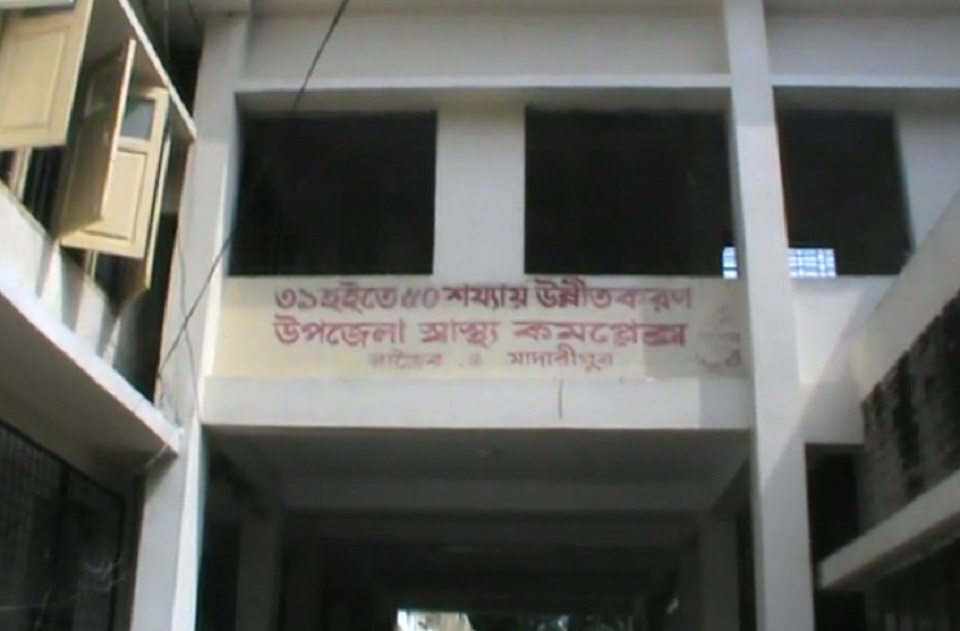 ৩১ হইতে ৫০ শয্যায় উন্নীতকরণ
উপজেলা স্বাস্থ্য কমপ্লেক্স
রাজৈর মাদারীপুর